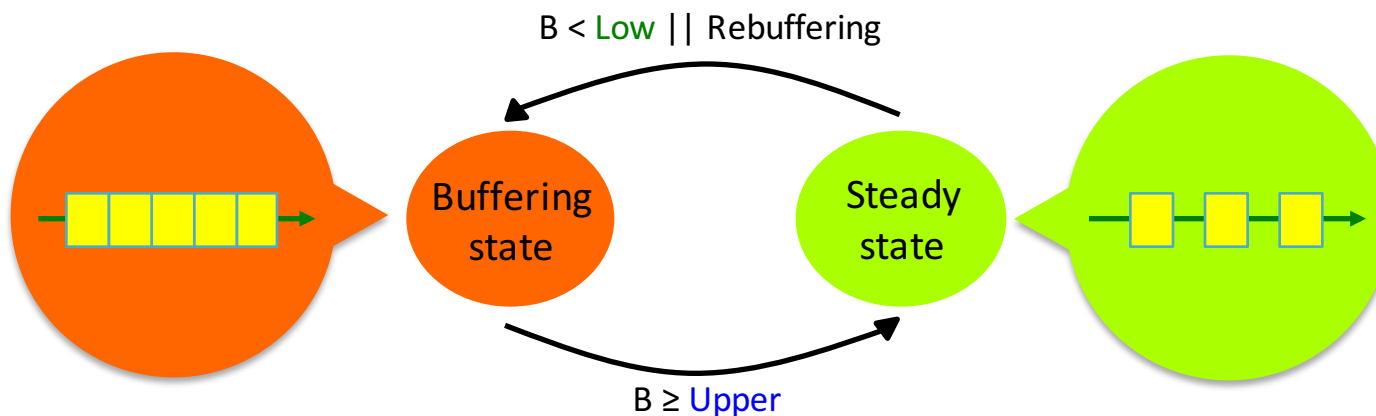 B < Low || Rebuffering
Buffering
state
Steady
state
B ≥ Upper